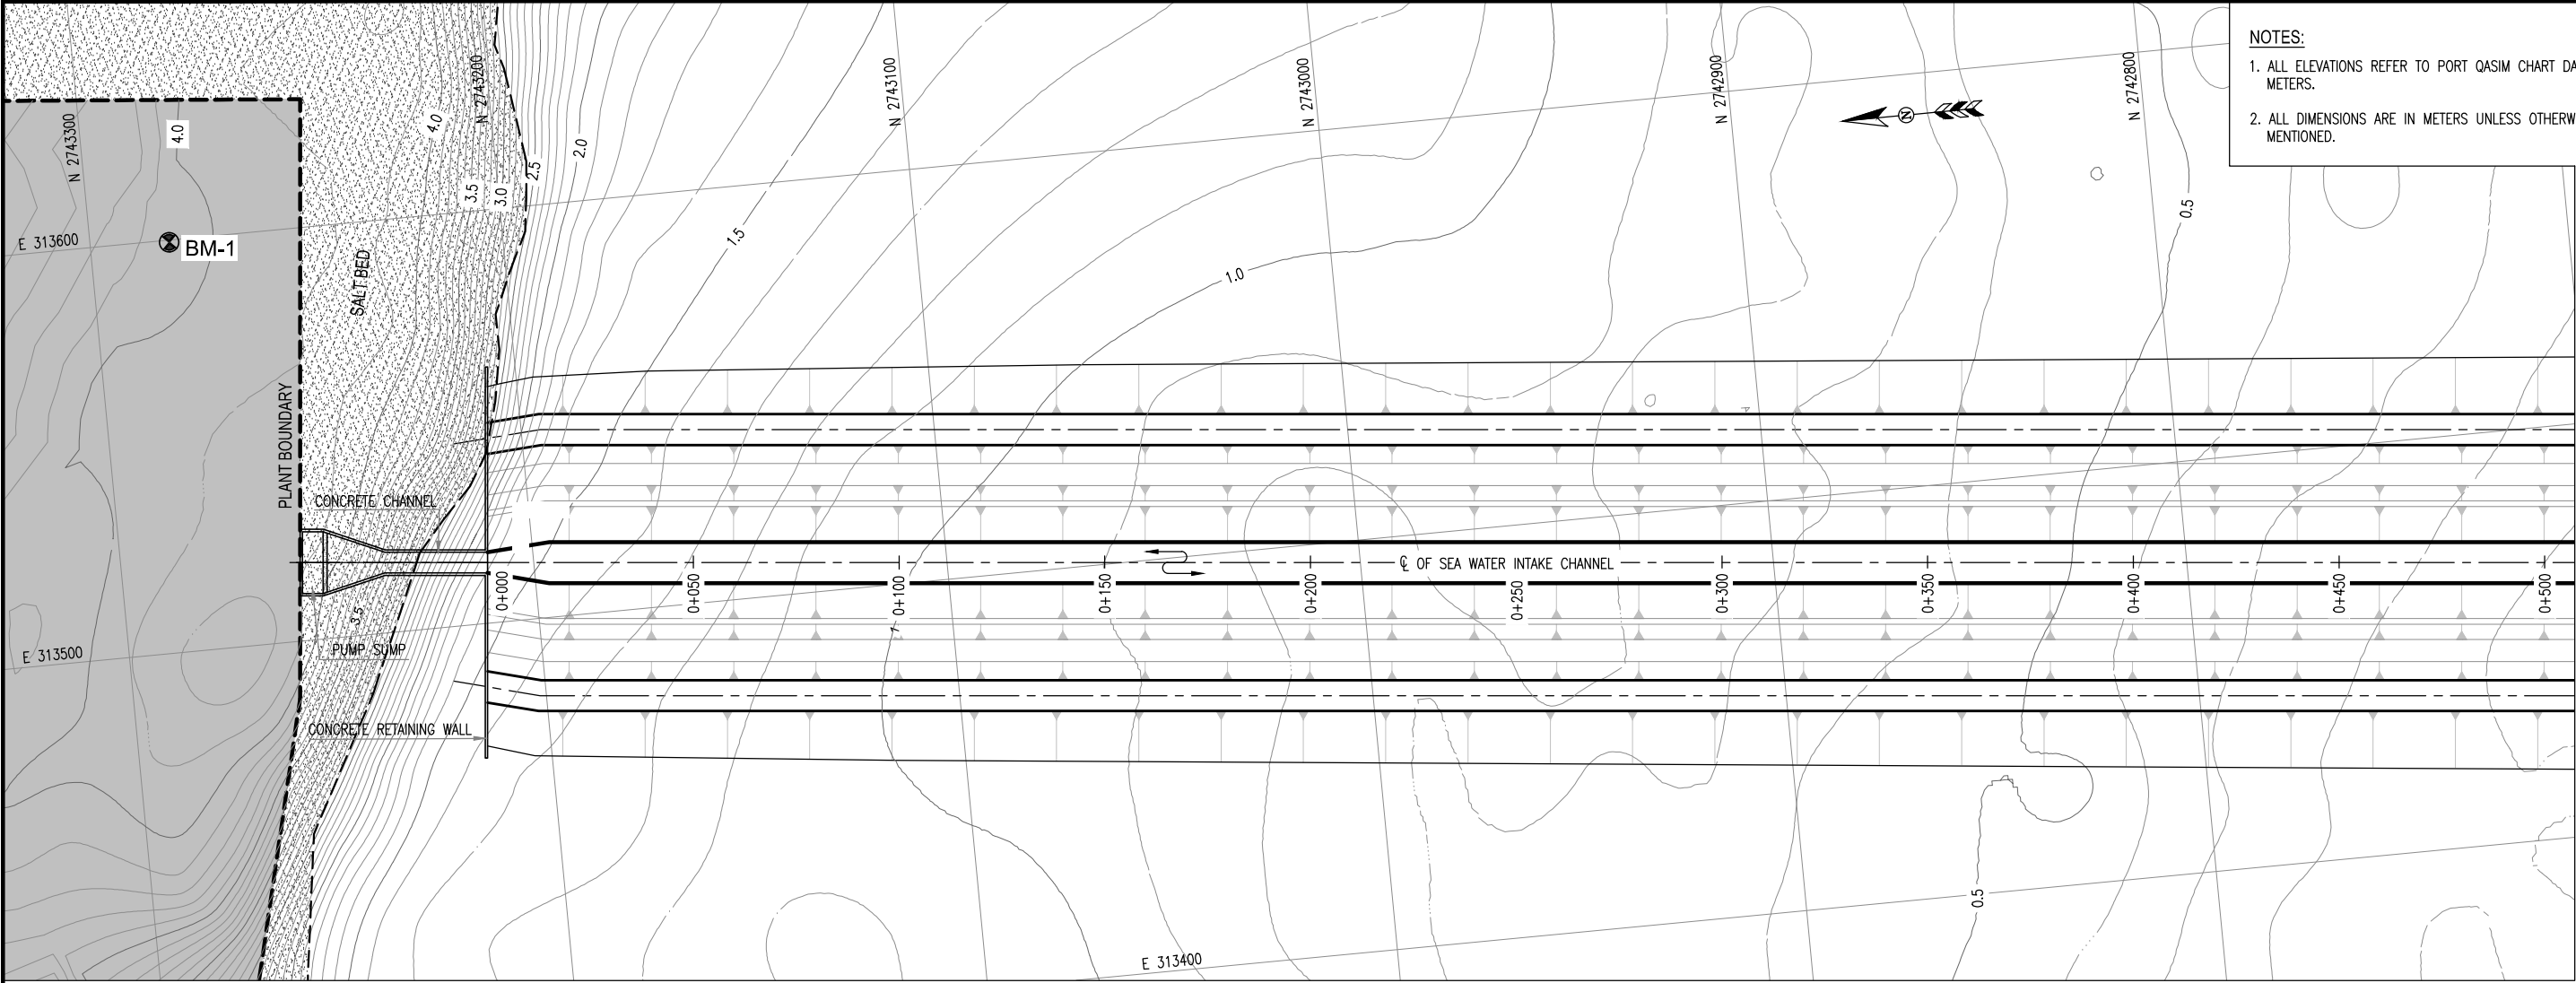 NOTES:
1. ALL ELEVATIONS REFER TO PORT QASIM CHART DA
METERS.
2. ALL DIMENSIONS ARE IN METERS UNLESS OTHERW
MENTIONED.
N 2743300
N 2743200
N 2743100
N 2743000
N 2742900
N 2742800
N
4.0
4.0
3.5
3.0
2.5
2.0
1.5
1.0
0.5
E 313600
BM-1
SALT BED
PLANT BOUNDARY
CONCRETE CHANNEL
℄ OF SEA WATER INTAKE CHANNEL
0+000
0+050
0+100
0+150
0+200
0+250
0+300
0+350
0+400
0+450
0+500
3.5
1
E 313500
PUMP SUMP
CONCRETE RETAINING WALL
0.5
E 313400